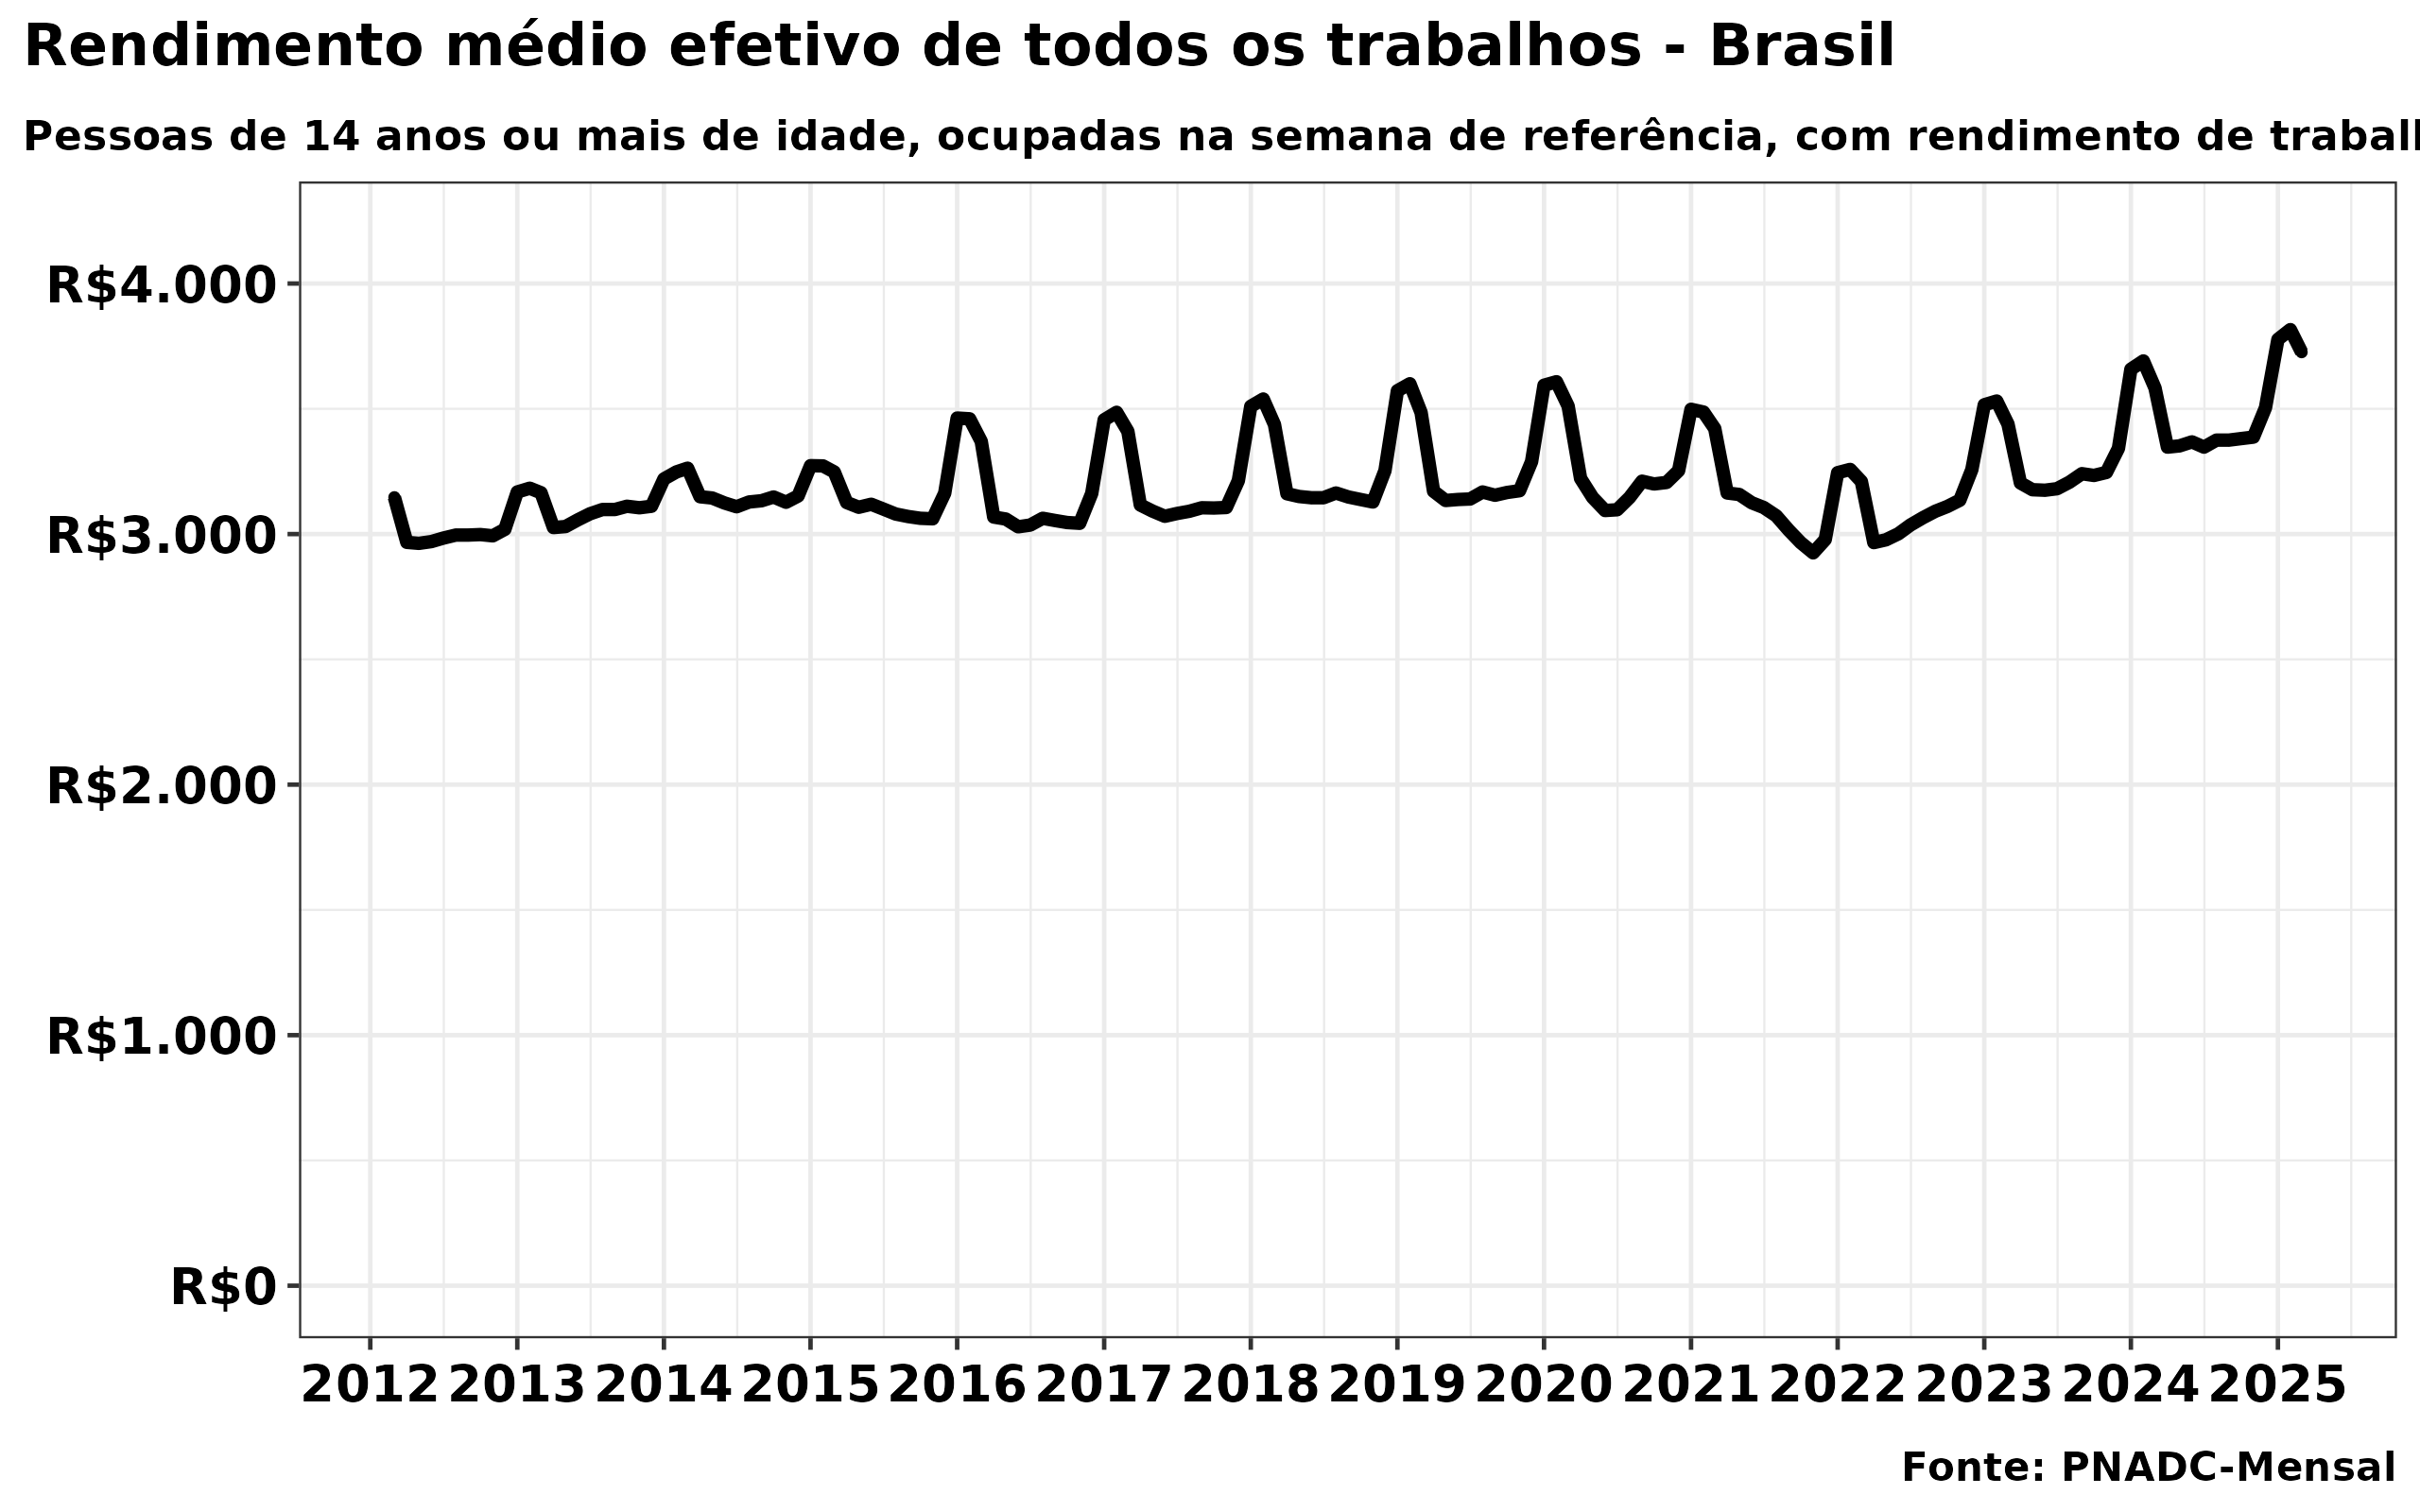 Rendimento médio efetivo de todos os trabalhos - Brasil
Pessoas de 14 anos ou mais de idade, ocupadas na semana de referência, com rendimento de
R$4.000
R$3.000
R$2.000
R$1.000
R$0
2012 2013 2014 2015 2016 2017 2018 2019 2020 2021 2022 2023 2024 2025
Fonte: PNADC-Mensal